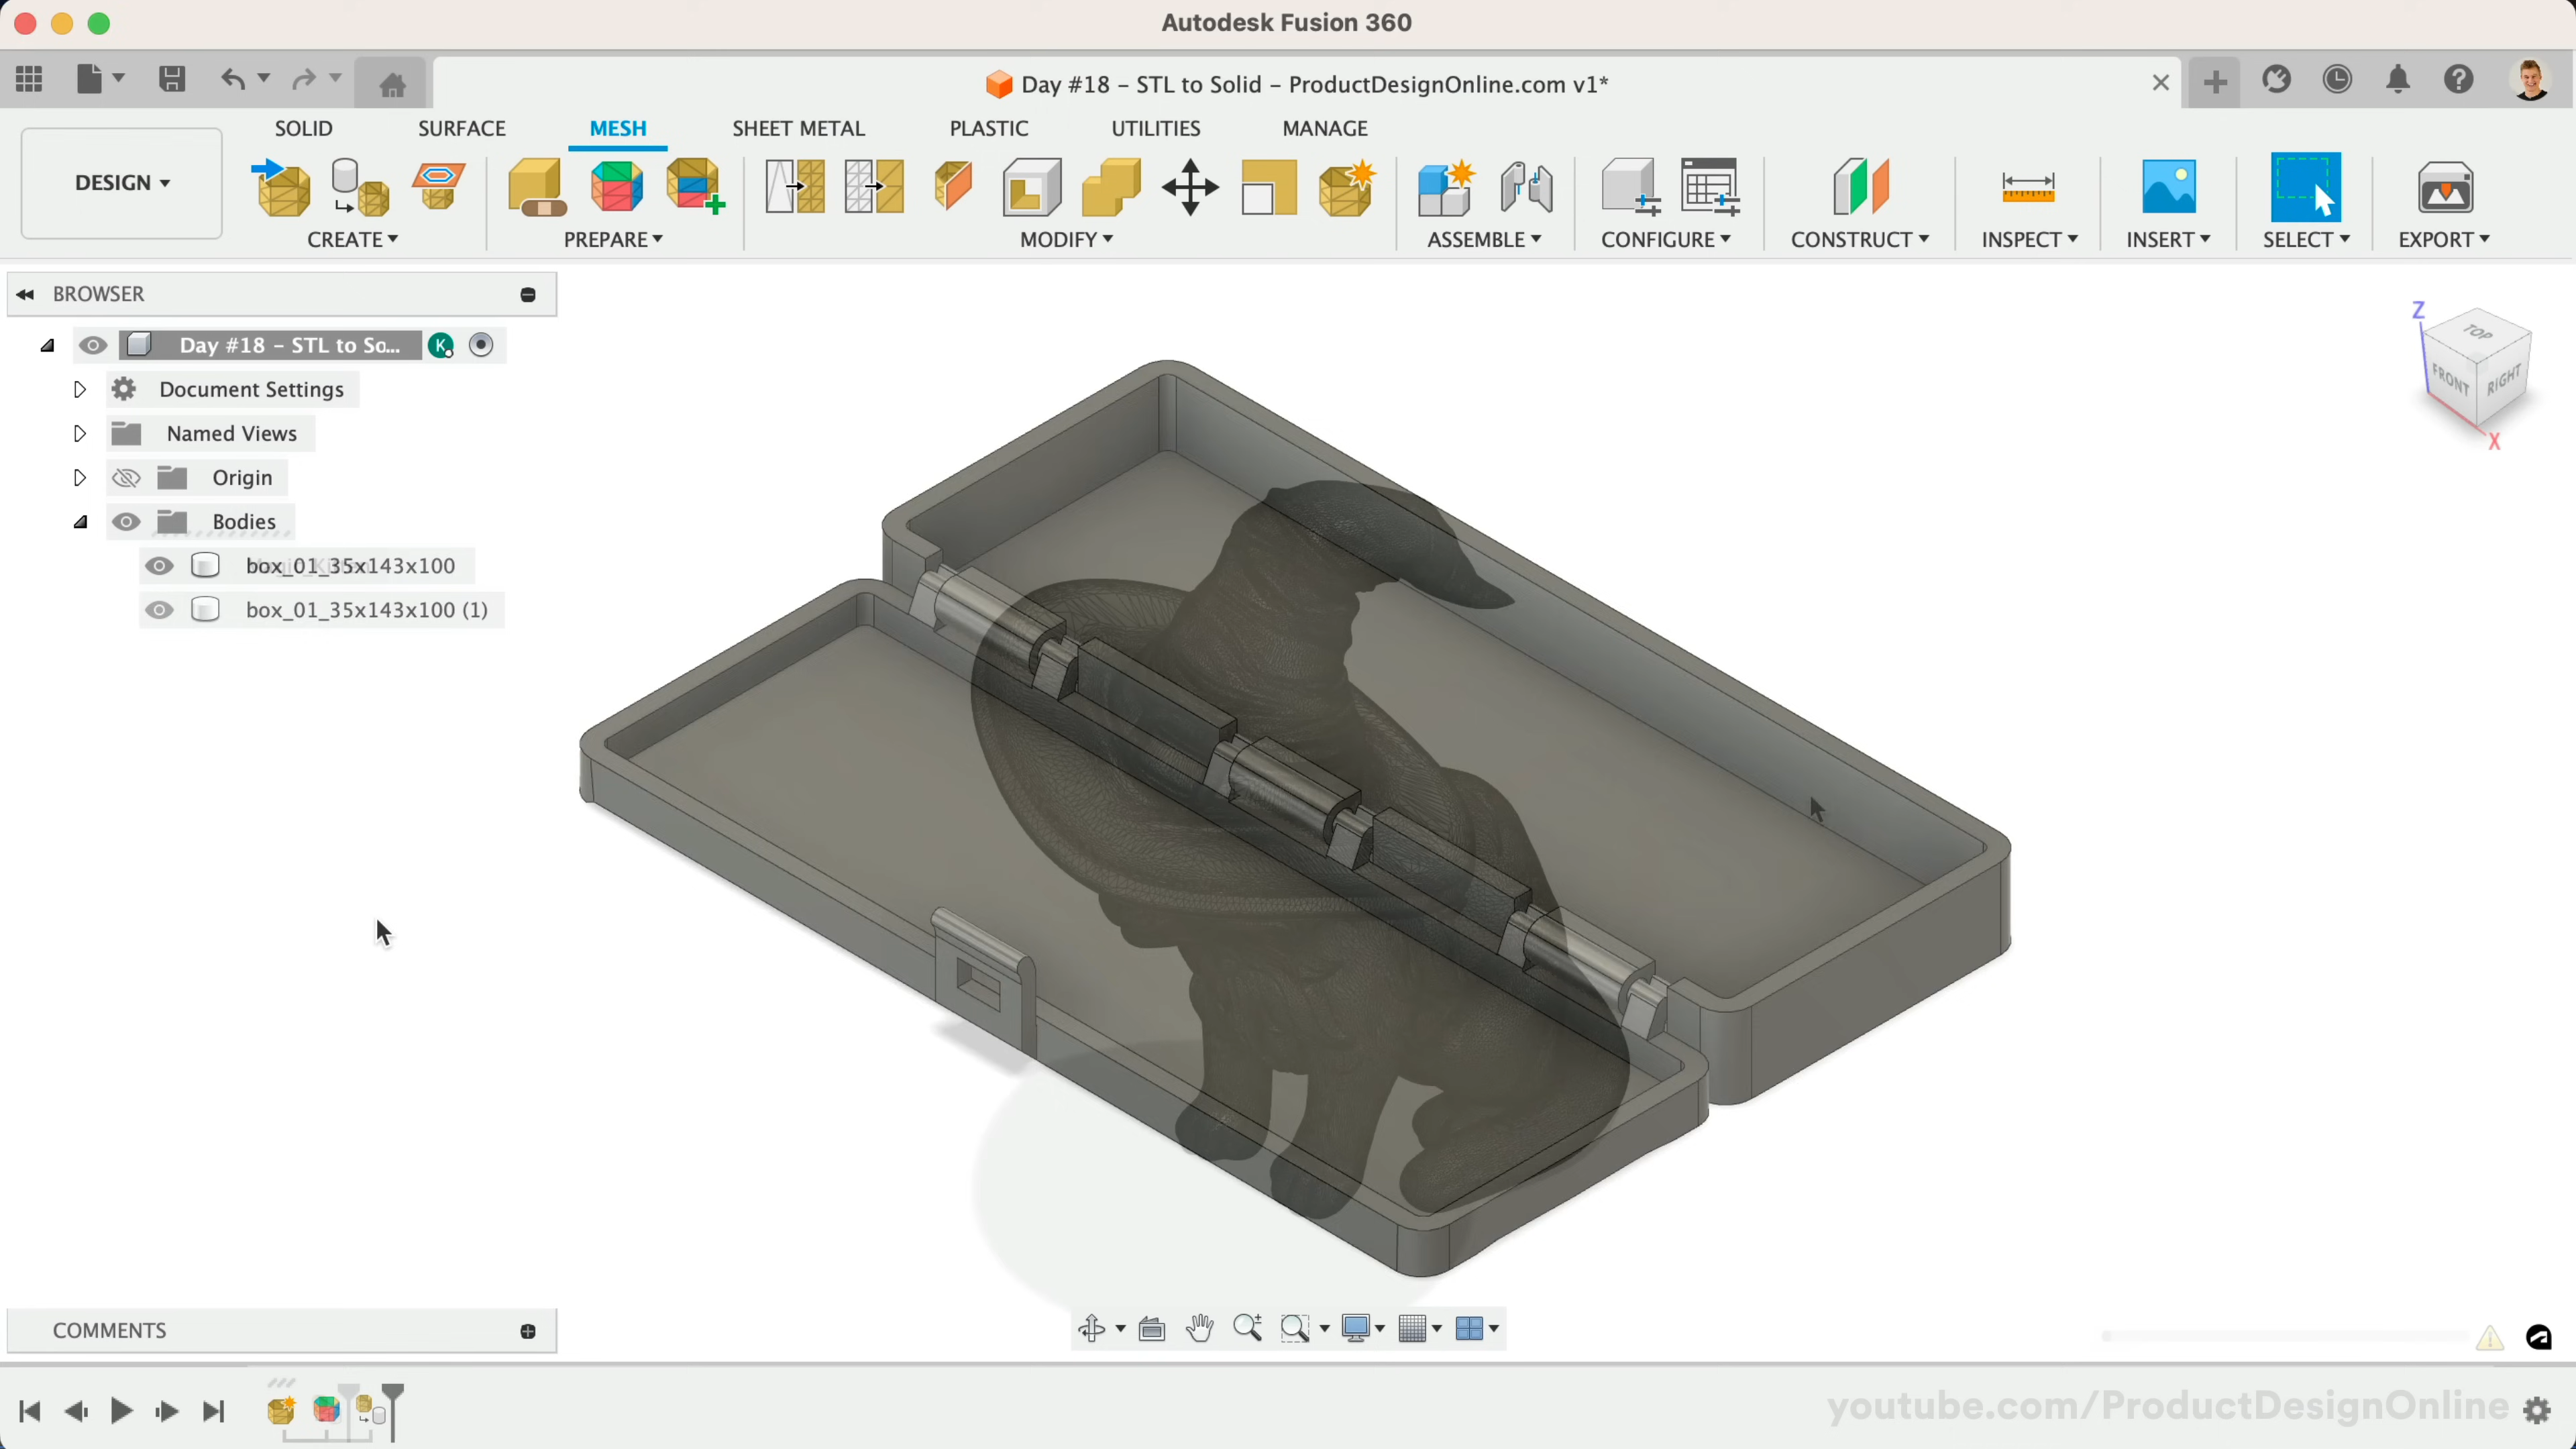 Autodesk Fusion 360
Day #18 – STL to Solid – ProductDesignOnline.com v1*
SOLID SURFACE MESH SHEET METAL PLASTIC UTILITIES MANAGE
DESIGN
CREATE PREPARE MODIFY ASSEMBLE CONFIGURE CONSTRUCT INSPECT INSERT SELECT EXPORT
BROWSER
Day #18 – STL to So... K
Document Settings
Named Views
Origin
Bodies
box_01_35x143x100
box_01_35x143x100 (1)
Z
TOP
FRONT
RIGHT
X
COMMENTS
youtube.com/ProductDesignOnline